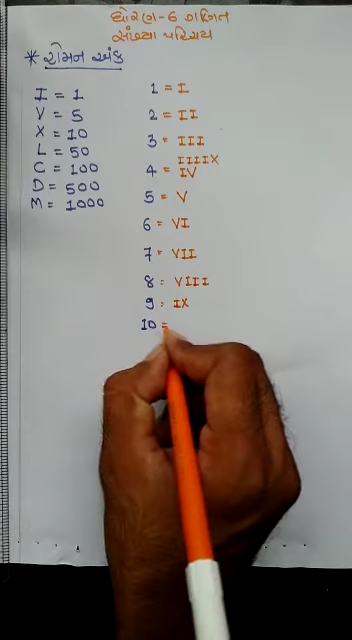 ધોરણ-6 ગણિત
સંખ્યા પરિચય
* રોમન અંક
I = 1
V = 5
X = 10
L = 50
C = 100
D = 500
M = 1000
1 = I
2 = II
3 = III
IIIIX
4 = IV
5 = V
6 = VI
7 = VII
8 = VIII
9 = IX
10 =